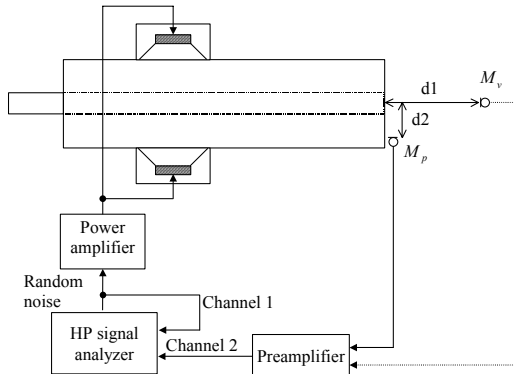 d1
M_v
d2
M_p
Power
amplifier
Random
noise
Channel 1
HP signal
analyzer
Channel 2
Preamplifier